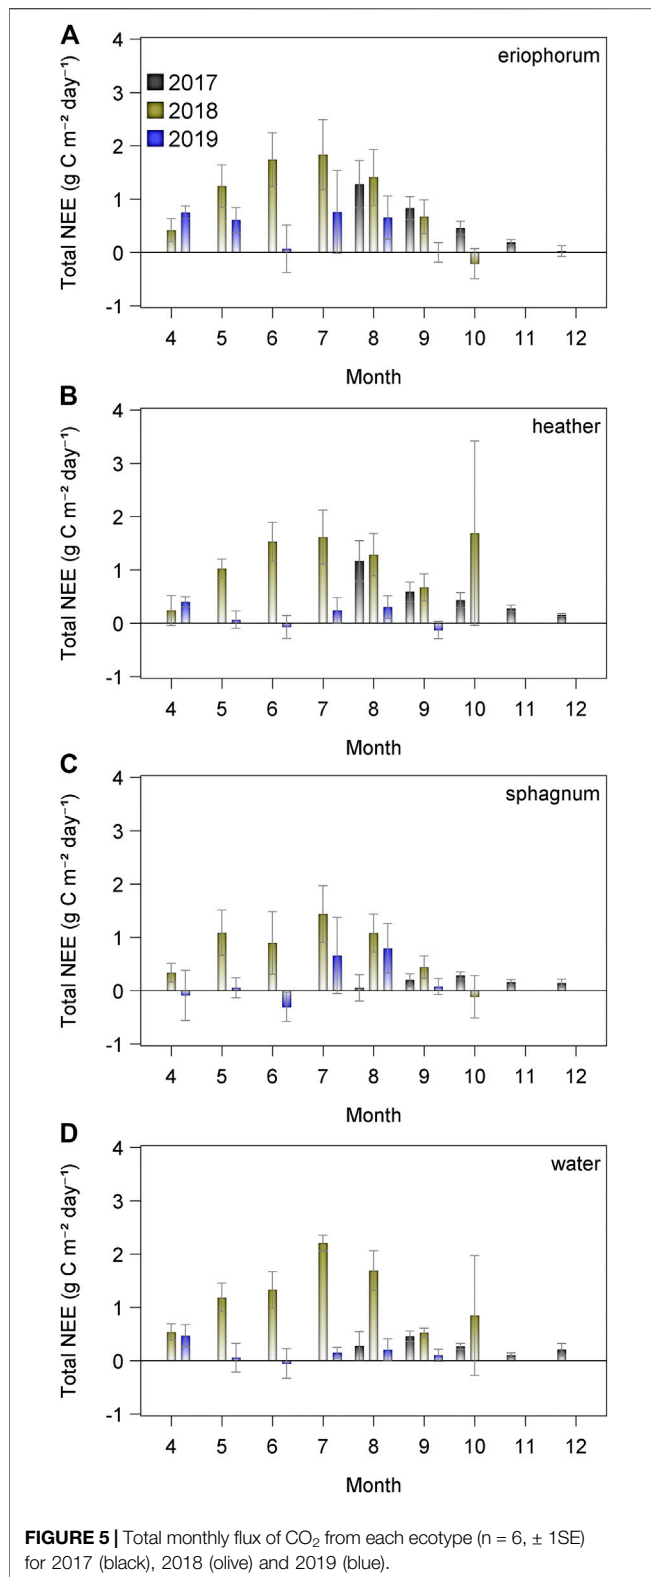 A
eriophorum
2017
2018
2019
Total NEE (g C m⁻² day⁻¹)
4
3
2
1
0
-1
4 5 6 7 8 9 10 11 12
Month
B
heather
Total NEE (g C m⁻² day⁻¹)
4
3
2
1
0
-1
4 5 6 7 8 9 10 11 12
Month
C
sphagnum
Total NEE (g C m⁻² day⁻¹)
4
3
2
1
0
-1
4 5 6 7 8 9 10 11 12
Month
D
water
Total NEE (g C m⁻² day⁻¹)
4
3
2
1
0
-1
4 5 6 7 8 9 10 11 12
Month
FIGURE 5 | Total monthly flux of CO₂ from each ecotype (n = 6, ± 1SE)
for 2017 (black), 2018 (olive) and 2019 (blue).